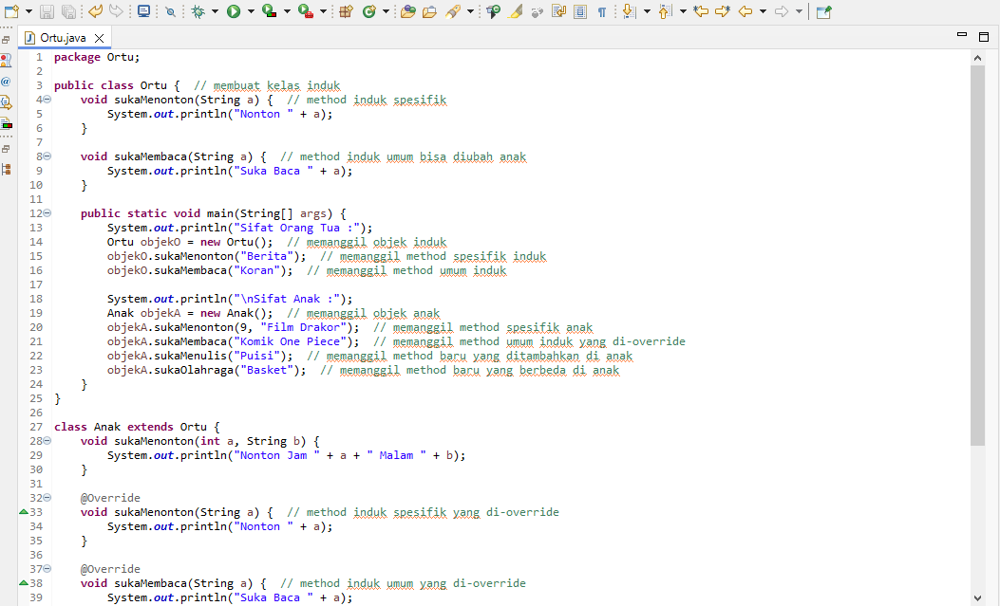 Ortu.java
1 package Ortu;
2
3 public class Ortu {  // membuat kelas induk
4     void sukaMenonton(String a) {  // method induk spesifik
5         System.out.println("Nonton " + a);
6     }
7
8     void sukaMembaca(String a) {  // method induk umum bisa diubah anak
9         System.out.println("Suka Baca " + a);
10     }
11
12     public static void main(String[] args) {
13         System.out.println("Sifat Orang Tua :");
14         Ortu objekO = new Ortu();  // memanggil objek induk
15         objekO.sukaMenonton("Berita");  // memanggil method spesifik induk
16         objekO.sukaMembaca("Koran");  // memanggil method umum induk
17
18         System.out.println("\nSifat Anak :");
19         Anak objekA = new Anak();  // memanggil objek anak
20         objekA.sukaMenonton(9, "Film Drakor");  // memanggil method spesifik anak
21         objekA.sukaMembaca("Komik One Piece");  // memanggil method umum induk yang di-override
22         objekA.sukaMenulis("Puisi");  // memanggil method baru yang ditambahkan di anak
23         objekA.sukaOlahraga("Basket");  // memanggil method baru yang berbeda di anak
24     }
25 }
26
27 class Anak extends Ortu {
28     void sukaMenonton(int a, String b) {
29         System.out.println("Nonton Jam " + a + " Malam " + b);
30     }
31
32     @Override
33     void sukaMenonton(String a) {  // method induk spesifik yang di-override
34         System.out.println("Nonton " + a);
35     }
36
37     @Override
38     void sukaMembaca(String a) {  // method induk umum yang di-override
39         System.out.println("Suka Baca " + a);